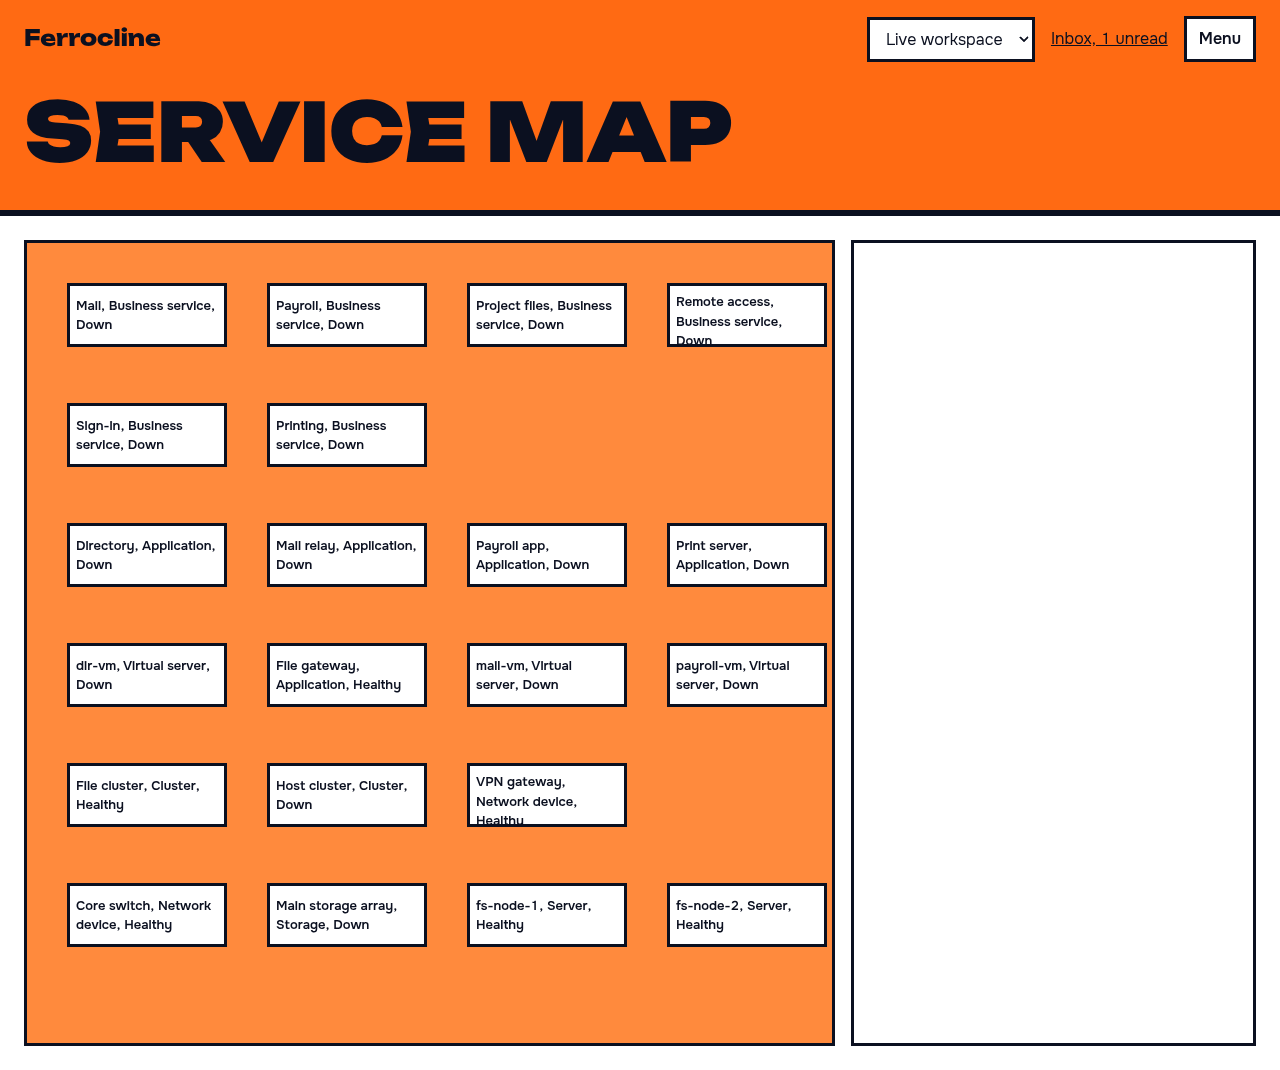 Ferrocline
Live workspace
Inbox, 1 unread
Menu
SERVICE MAP
Mail, Business service,
Down
Payroll, Business
service, Down
Project files, Business
service, Down
Remote access,
Business service,
Down
Sign-in, Business
service, Down
Printing, Business
service, Down
Directory, Application,
Down
Mail relay, Application,
Down
Payroll app,
Application, Down
Print server,
Application, Down
dir-vm, Virtual server,
Down
File gateway,
Application, Healthy
mail-vm, Virtual
server, Down
payroll-vm, Virtual
server, Down
File cluster, Cluster,
Healthy
Host cluster, Cluster,
Down
VPN gateway,
Network device,
Healthy
Core switch, Network
device, Healthy
Main storage array,
Storage, Down
fs-node-1, Server,
Healthy
fs-node-2, Server,
Healthy